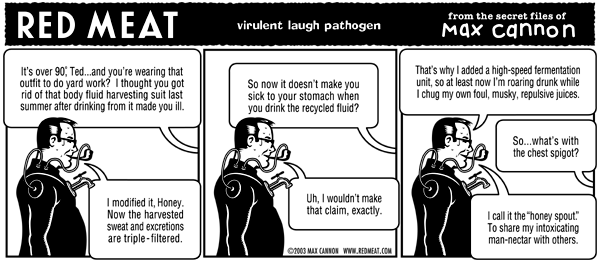 RED MEAT
virulent laugh pathogen
from the secret files of
Max cannon
It's over 90°, Ted...and you're wearing that
outfit to do yard work? I thought you got
rid of that body fluid harvesting suit last
summer after drinking from it made you ill.
I modified it, Honey.
Now the harvested
sweat and excretions
are triple-filtered.
So now it doesn't make you
sick to your stomach when
you drink the recycled fluid?
Uh, I wouldn't make
that claim, exactly.
©2003 MAX CANNON WWW.REDMEAT.COM
That's why I added a high-speed fermentation
unit, so at least now I'm roaring drunk while
I chug my own foul, musky, repulsive juices.
So...what's with
the chest spigot?
I call it the "honey spout."
To share my intoxicating
man-nectar with others.